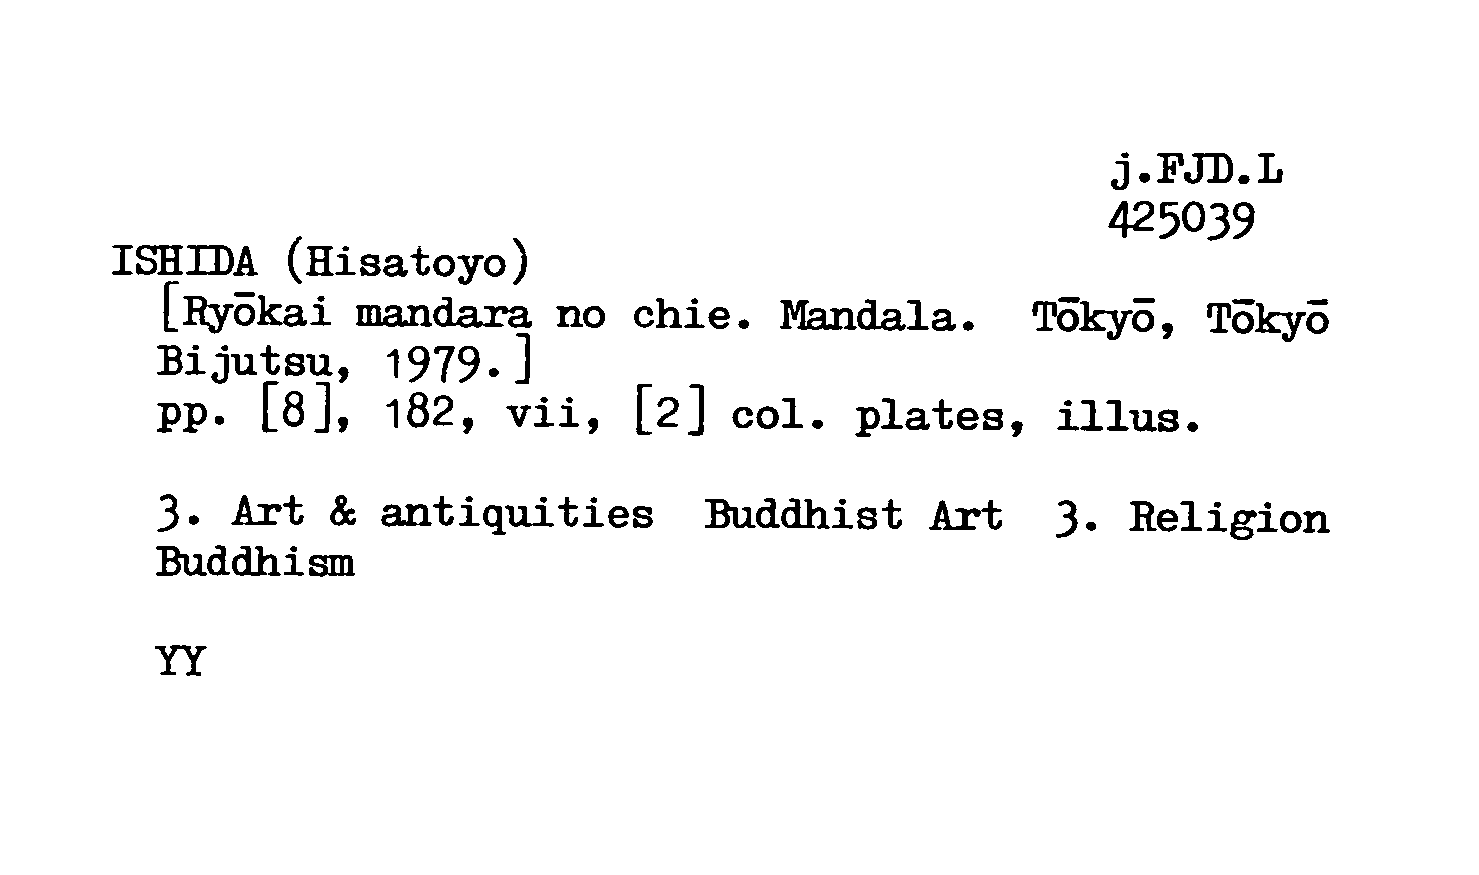 j.FJD.L
425039
ISHIDA (Hisatoyo)
[Ryōkai mandara no chie. Mandala. Tōkyō, Tōkyō
Bijutsu, 1979.]
pp. [8], 182, vii, [2] col. plates, illus.
3. Art & antiquities Buddhist Art 3. Religion
Buddhism
YY